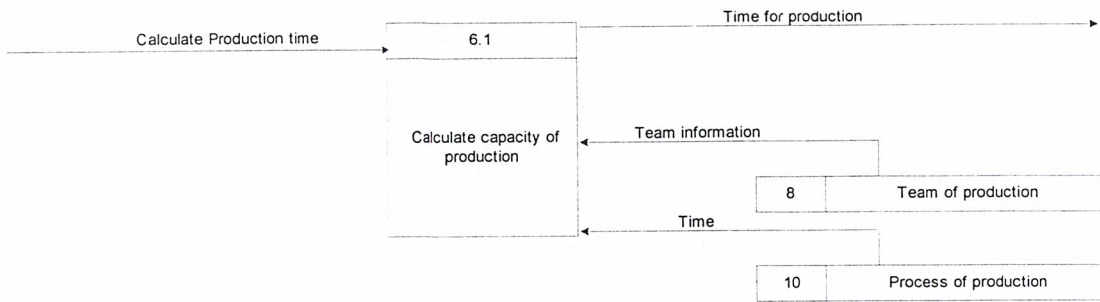 Time for production
Calculate Production time
6.1
Calculate capacity of
production
Team information
8
Team of production
Time
10
Process of production